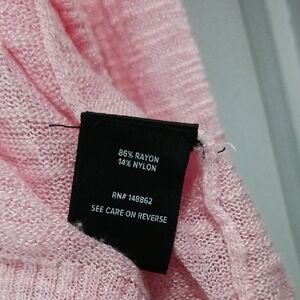 86% RAYON
14% NYLON
RN# 148862
SEE CARE ON REVERSE